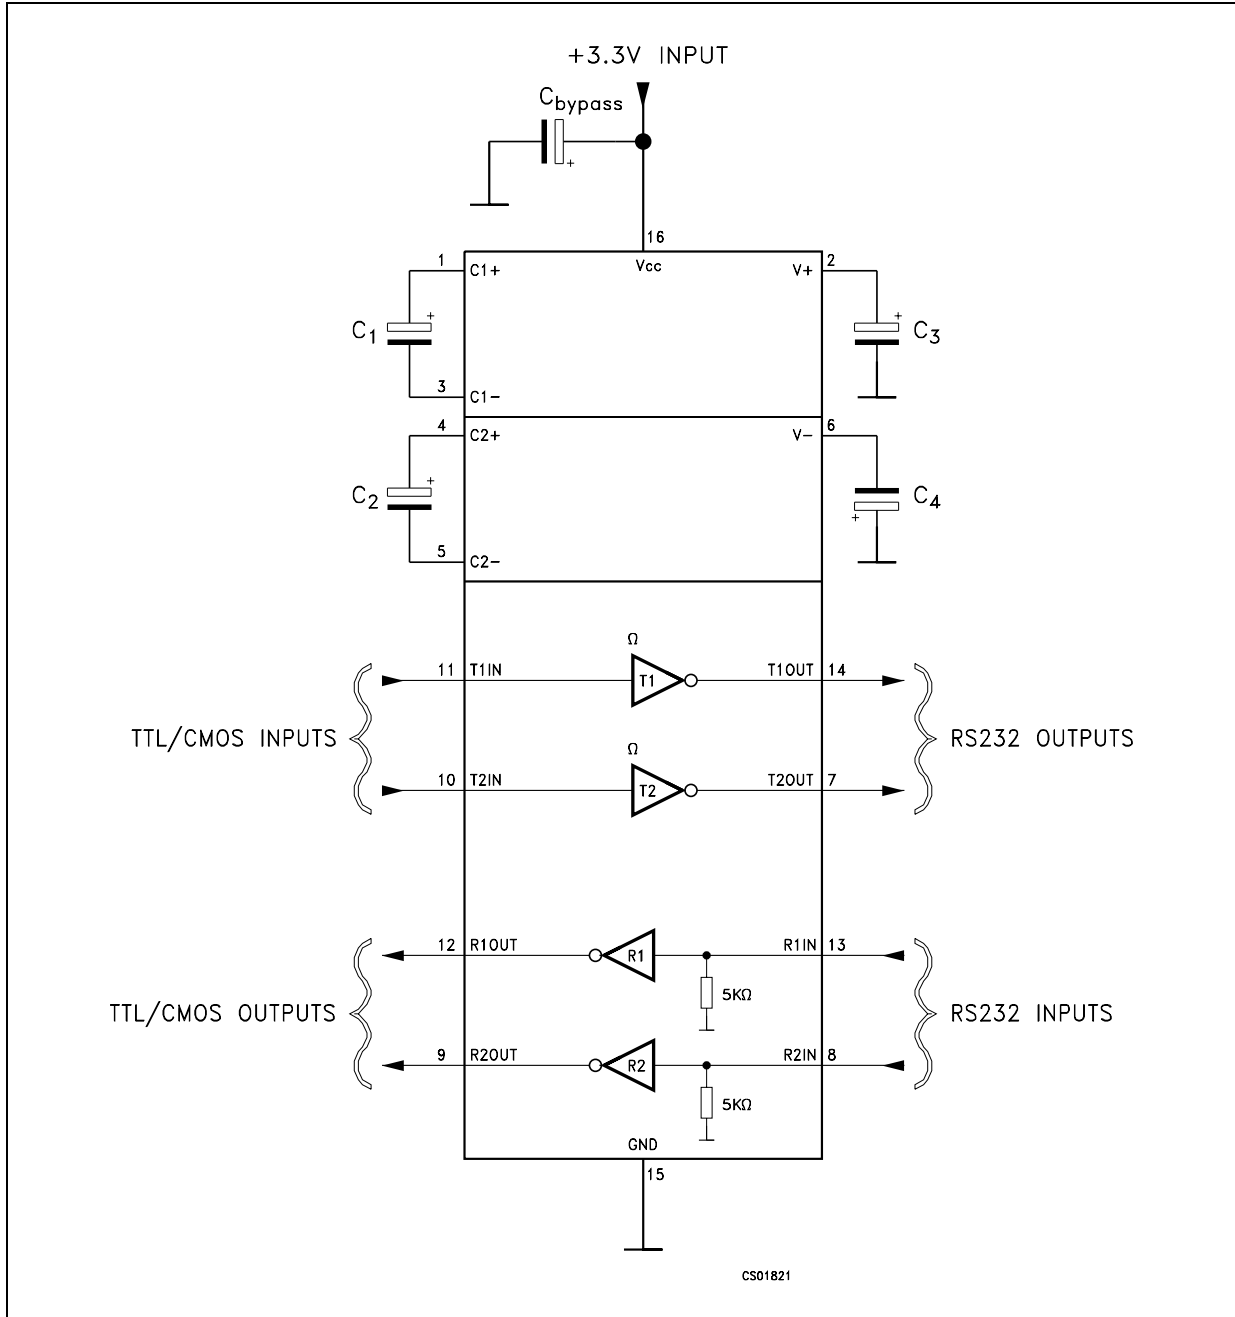 +3.3V INPUT
Cbypass
+
16
1 C1+ Vcc V+ 2
+ +
C1 C3
3 C1-
4 C2+ V- 6
+
C2 C4
+
5 C2-
Ω
11 T1IN T1 T1OUT 14
TTL/CMOS INPUTS RS232 OUTPUTS
Ω
10 T2IN T2 T2OUT 7
12 R1OUT R1 R1IN 13
5KΩ
TTL/CMOS OUTPUTS RS232 INPUTS
9 R2OUT R2 R2IN 8
5KΩ
GND
15
CS01821